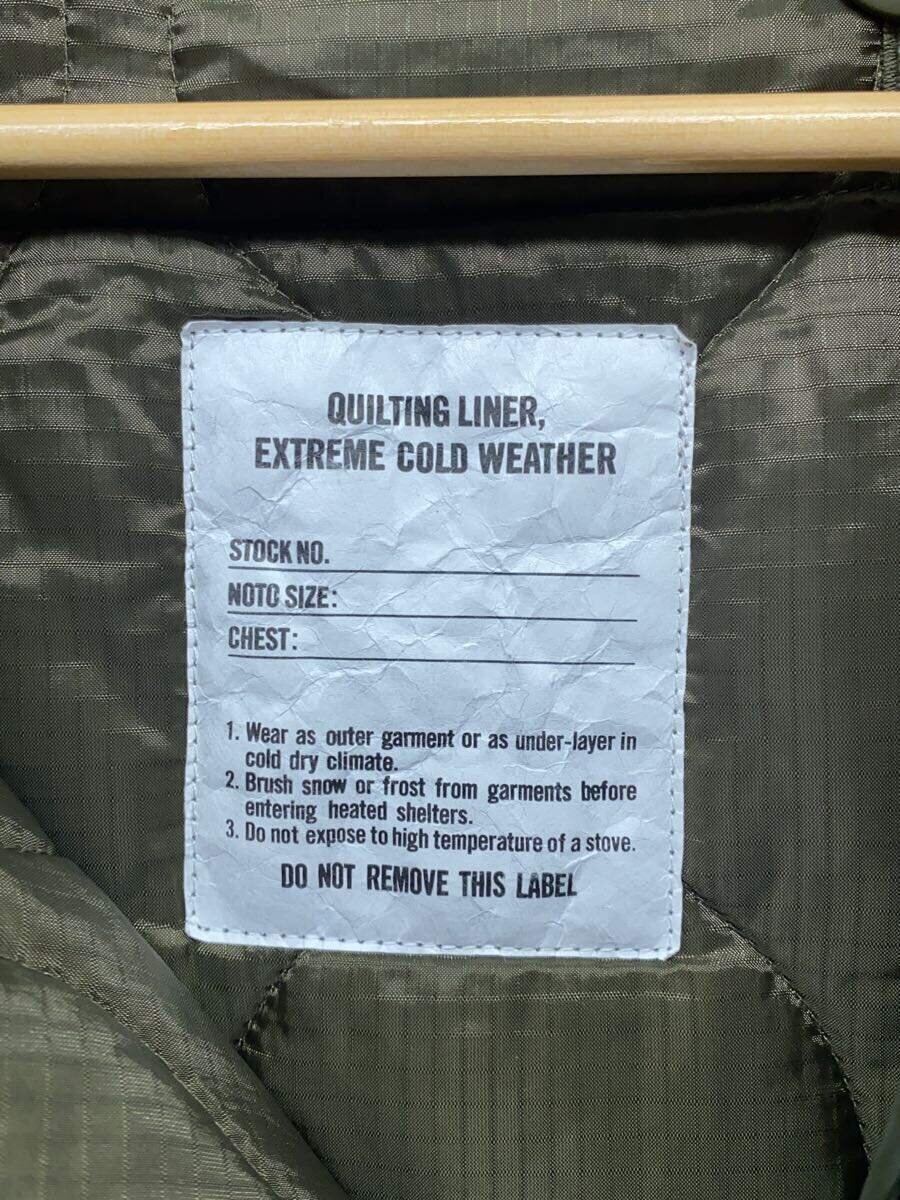 QUILTING LINER,
EXTREME COLD WEATHER
STOCK NO.
NOTO SIZE:
CHEST:
1. Wear as outer garment or as under-layer in
cold dry climate.
2. Brush snow or frost from garments before
entering heated shelters.
3. Do not expose to high temperature of a stove.
DO NOT REMOVE THIS LABEL